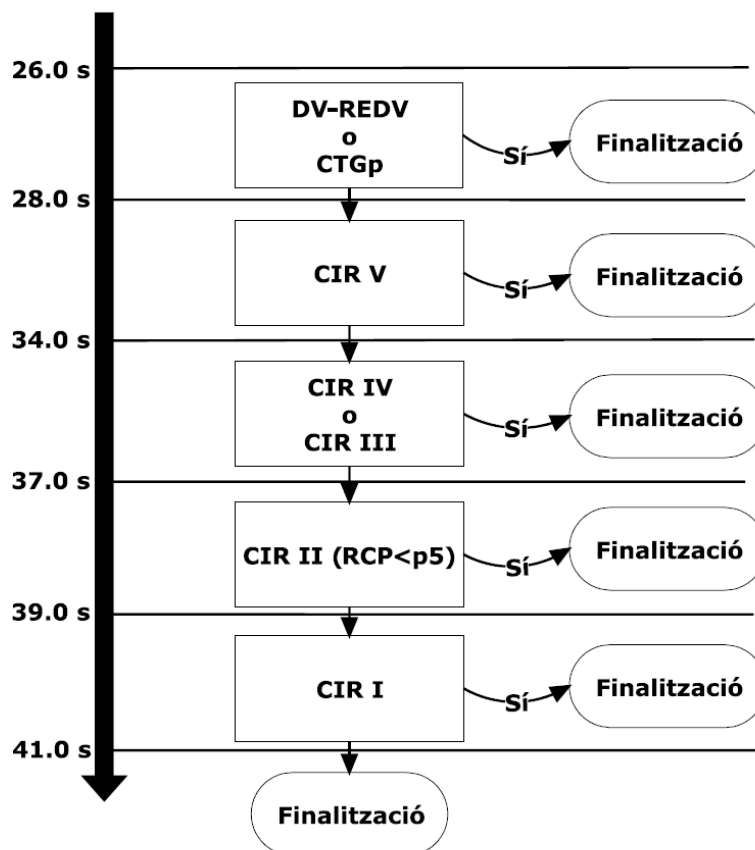 26.0 s
DV-REDV
o
CTGp
Sí
Finalització
28.0 s
CIR V
Sí
Finalització
34.0 s
CIR IV
o
CIR III
Sí
Finalització
37.0 s
CIR II (RCP<p5)
Sí
Finalització
39.0 s
CIR I
Sí
Finalització
41.0 s
Finalització